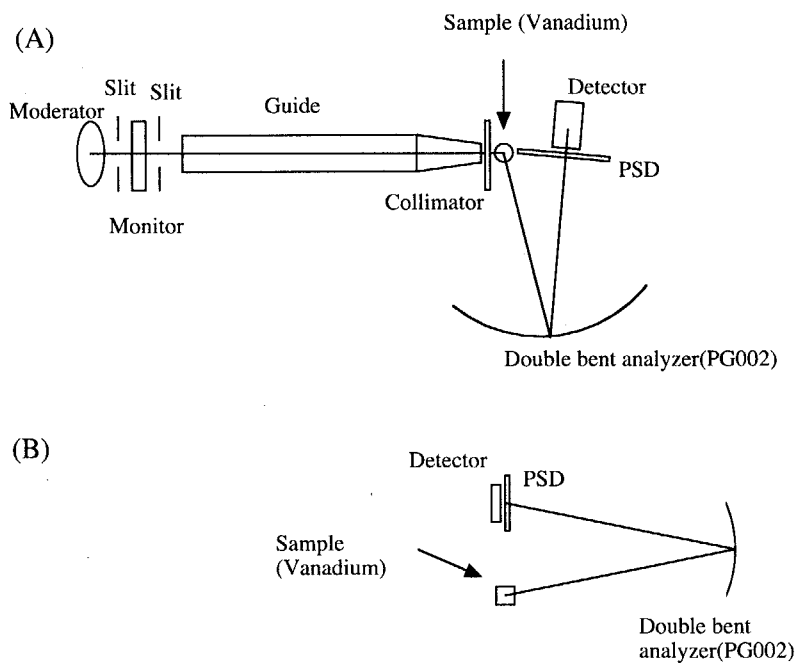 (A)
Sample (Vanadium)
Slit
Slit
Moderator
Guide
Detector
PSD
Collimator
Monitor
Double bent analyzer(PG002)
(B)
Detector
PSD
Sample
(Vanadium)
Double bent
analyzer(PG002)